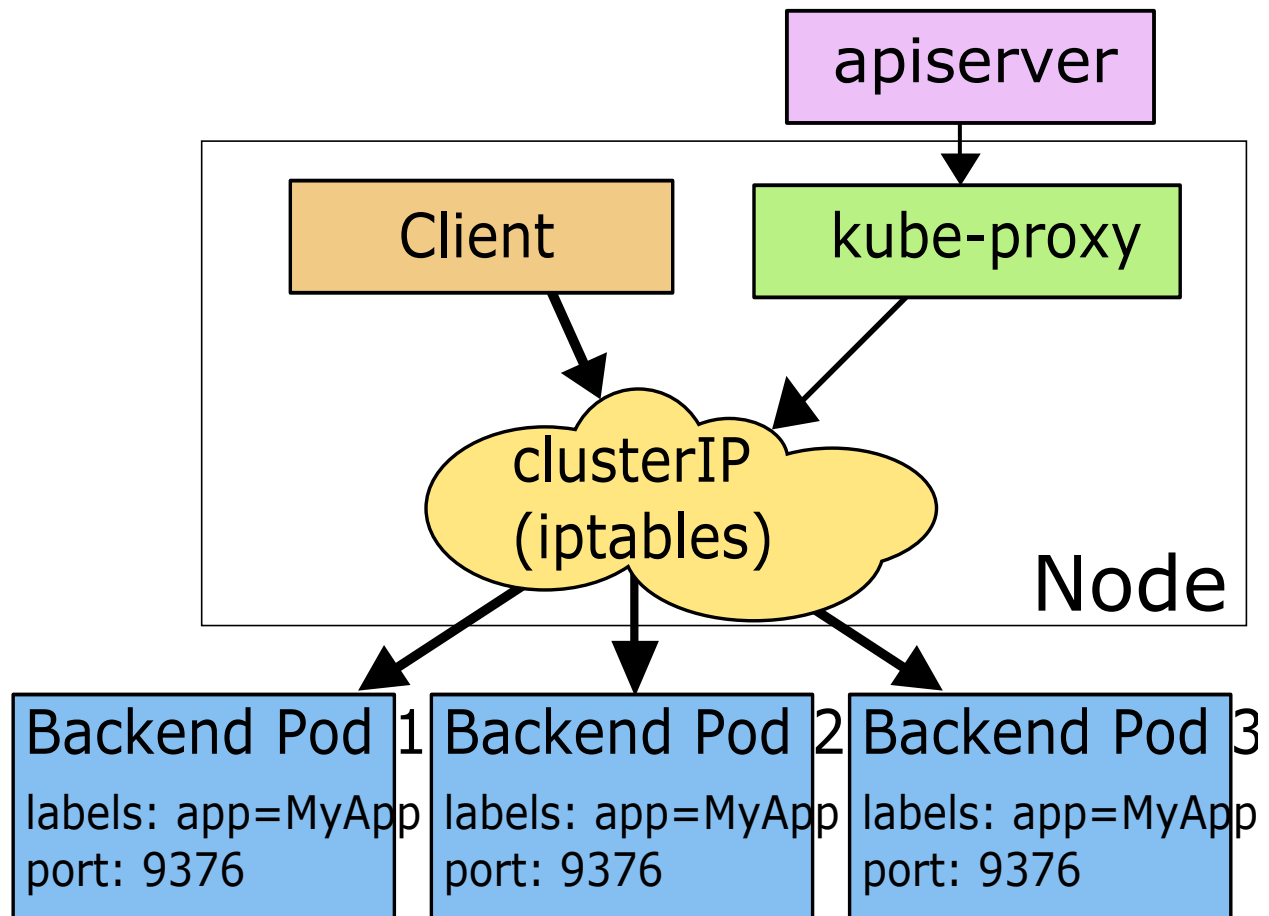 apiserver
Client
kube-proxy
clusterIP
(iptables)
Node
Backend Pod 1
labels: app=MyApp
port: 9376
Backend Pod 2
labels: app=MyApp
port: 9376
Backend Pod 3
labels: app=MyApp
port: 9376